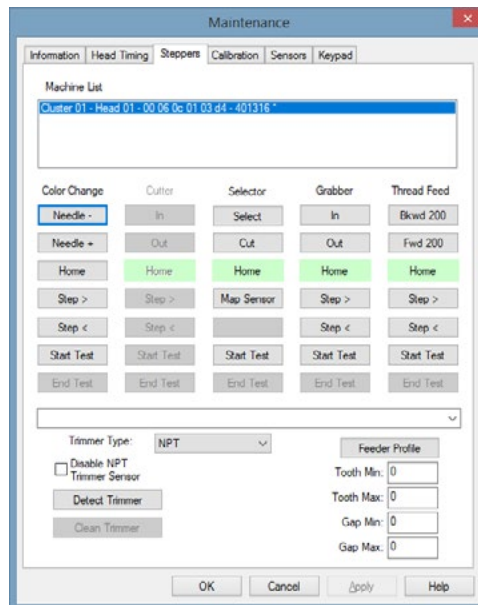 Maintenance
Information Head Timing Steppers Calibration Sensors Keypad
Machine List
Cluster 01 - Head 01 - 00 06 0c 01 03 d4 - 401316 *
Color Change Cutter Selector Grabber Thread Feed
Needle - In Select In Bkwd 200
Needle + Out Cut Out Fwd 200
Home Home Home Home Home
Step > Step > Map Sensor Step > Step >
Step < Step < Step < Step <
Start Test Start Test Start Test Start Test Start Test
End Test End Test End Test End Test End Test
Trimmer Type: NPT Feeder Profile
Disable NPT
Trimmer Sensor
Tooth Min: 0
Detect Trimmer Tooth Max: 0
Clean Trimmer Gap Min: 0
Gap Max: 0
OK Cancel Apply Help